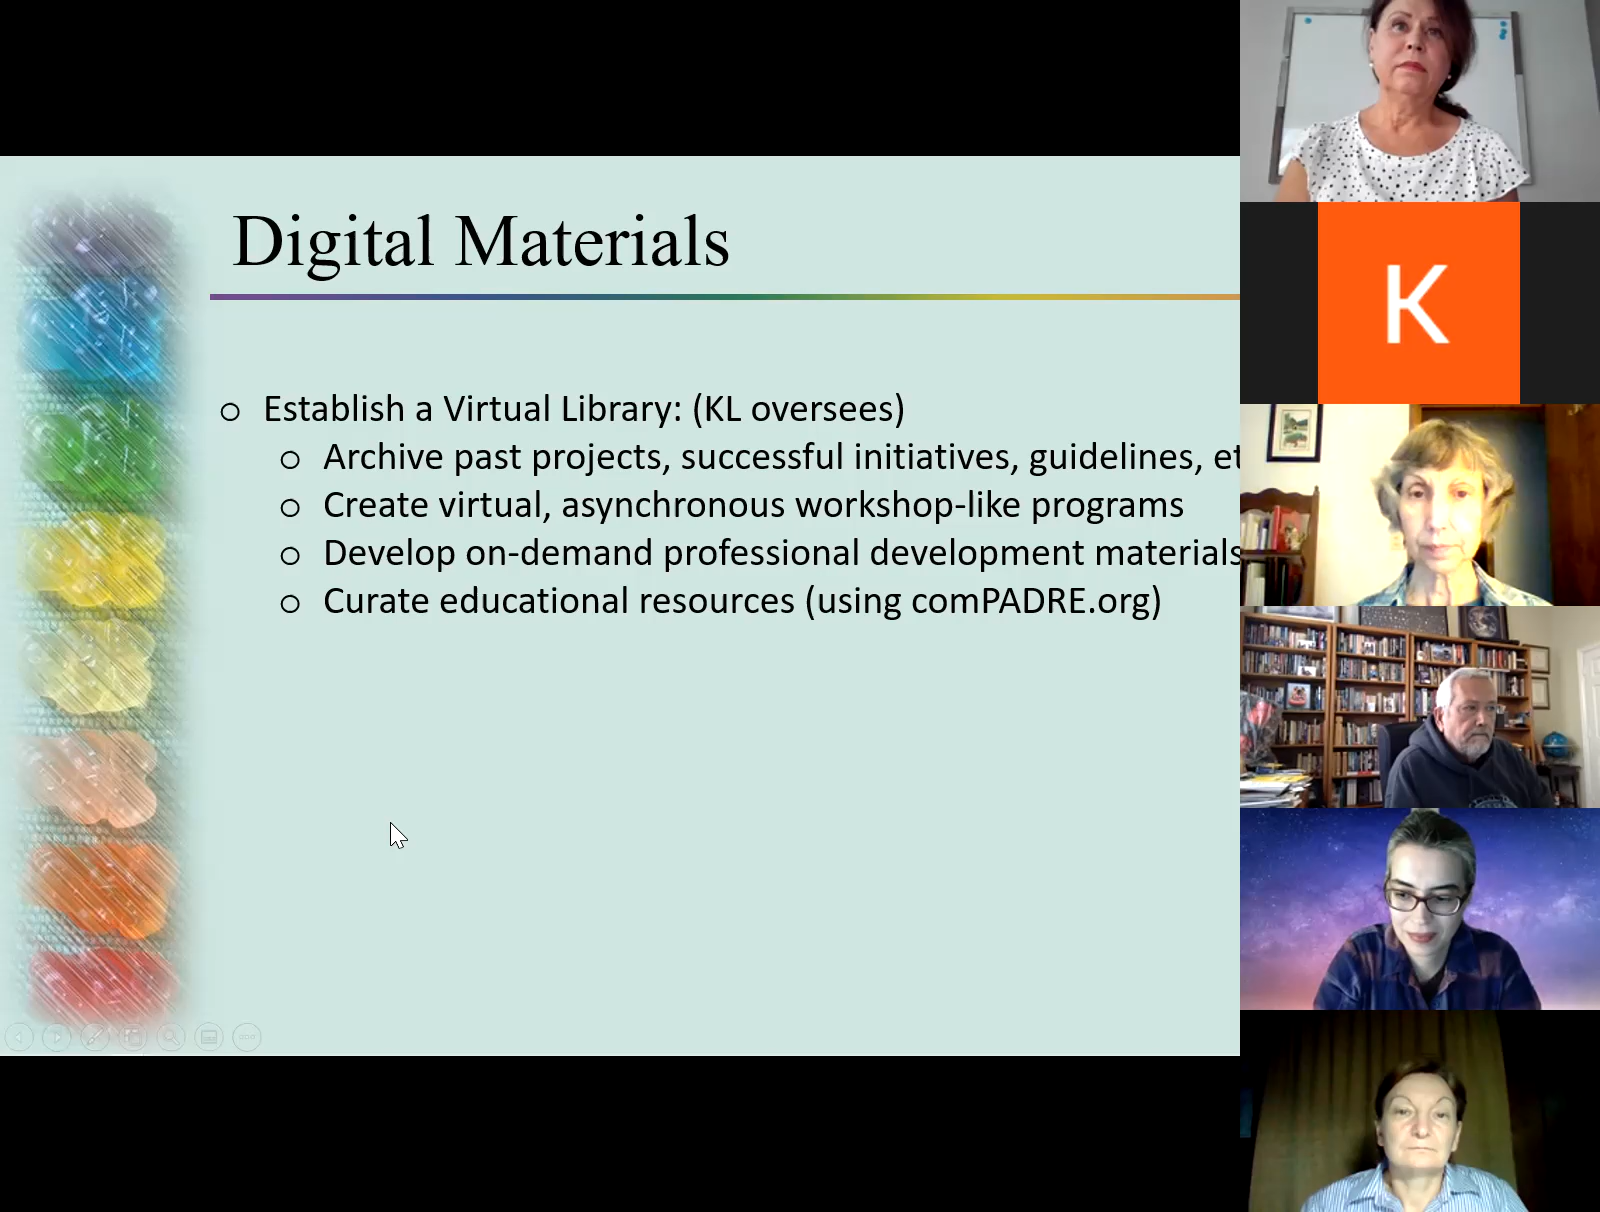 Digital Materials
Establish a Virtual Library: (KL oversees)
Archive past projects, successful initiatives, guidelines, et
Create virtual, asynchronous workshop-like programs
Develop on-demand professional development materials
Curate educational resources (using comPADRE.org)
K